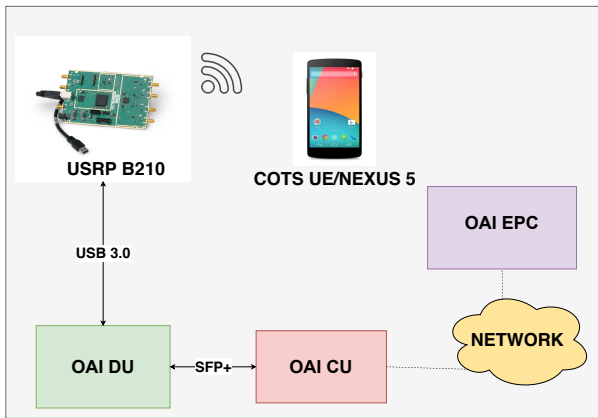 USRP B210
COTS UE/NEXUS 5
OAI EPC
USB 3.0
NETWORK
OAI DU
SFP+
OAI CU